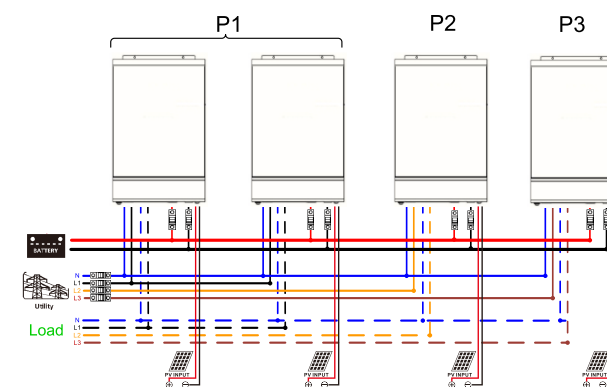 P1 P2 P3
BATTERY
N
L1
L2
L3
Utility
N
L1
L2
L3
Load
PV INPUT PV INPUT PV INPUT PV INPUT